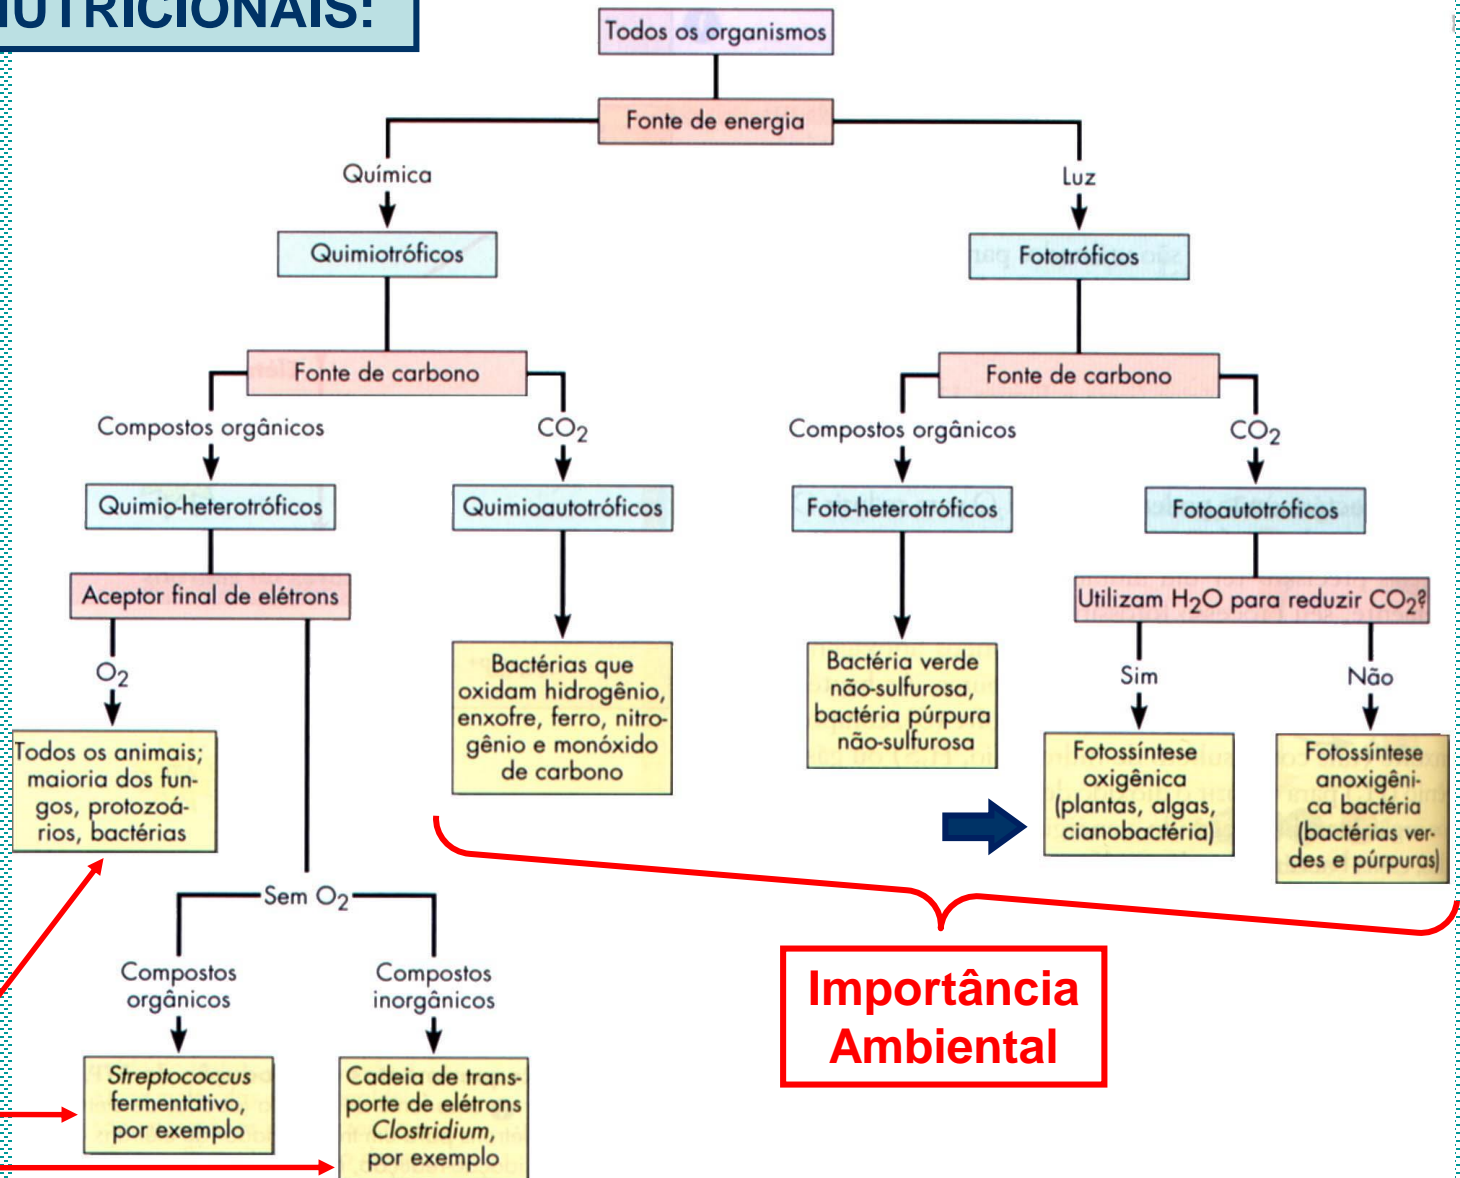 NUTRICIONAIS:
Todos os organismos
Fonte de energia
Química
Luz
Quimiotróficos
Fototróficos
Fonte de carbono
Fonte de carbono
Compostos orgânicos
CO2
Compostos orgânicos
CO2
Quimio-heterotróficos
Quimioautotróficos
Foto-heterotróficos
Fotoautotróficos
Aceptor final de elétrons
Utilizam H2O para reduzir CO2?
O2
Sim
Não
Todos os animais;
maioria dos fun-
gos, protozoá-
rios, bactérias
Bactérias que
oxidam hidrogênio,
enxofre, ferro, nitro-
gênio e monóxido
de carbono
Bactéria verde
não-sulfurosa,
bactéria púrpura
não-sulfurosa
Fotossíntese
oxigênica
(plantas, algas,
cianobactéria)
Fotossíntese
anoxigêni-
ca bactéria
(bactérias ver-
des e púrpuras)
Sem O2
Compostos
orgânicos
Compostos
inorgânicos
Streptococcus
fermentativo,
por exemplo
Cadeia de trans-
porte de elétrons
Clostridium,
por exemplo
Importância
Ambiental